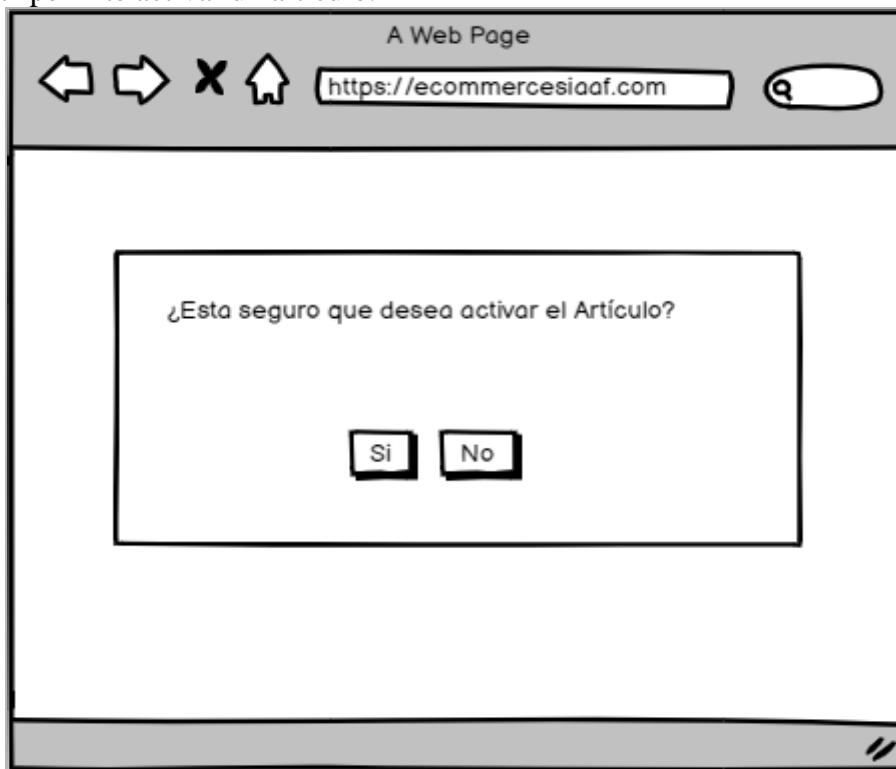 A Web Page
https://ecommercesiaaf.com
¿Esta seguro que desea activar el Artículo?
Si No